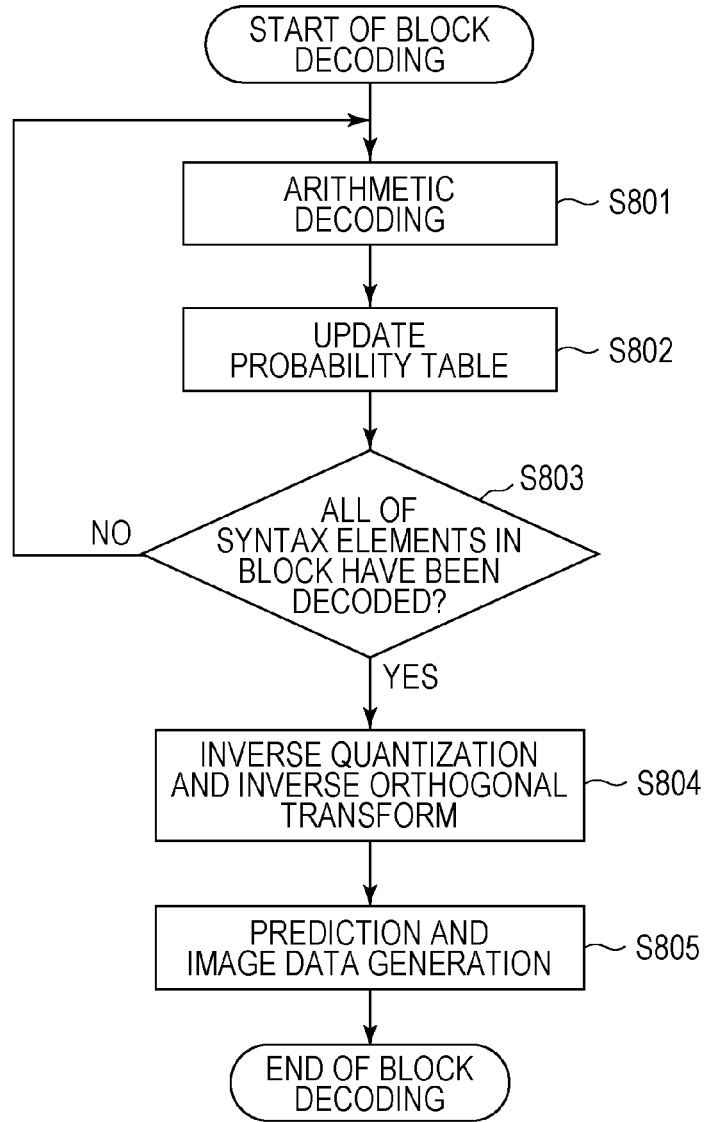 START OF BLOCK
DECODING
ARITHMETIC
DECODING
S801
UPDATE
PROBABILITY TABLE
S802
S803
ALL OF
SYNTAX ELEMENTS IN
BLOCK HAVE BEEN
DECODED?
NO
YES
INVERSE QUANTIZATION
AND INVERSE ORTHOGONAL
TRANSFORM
S804
PREDICTION AND
IMAGE DATA GENERATION
S805
END OF BLOCK
DECODING